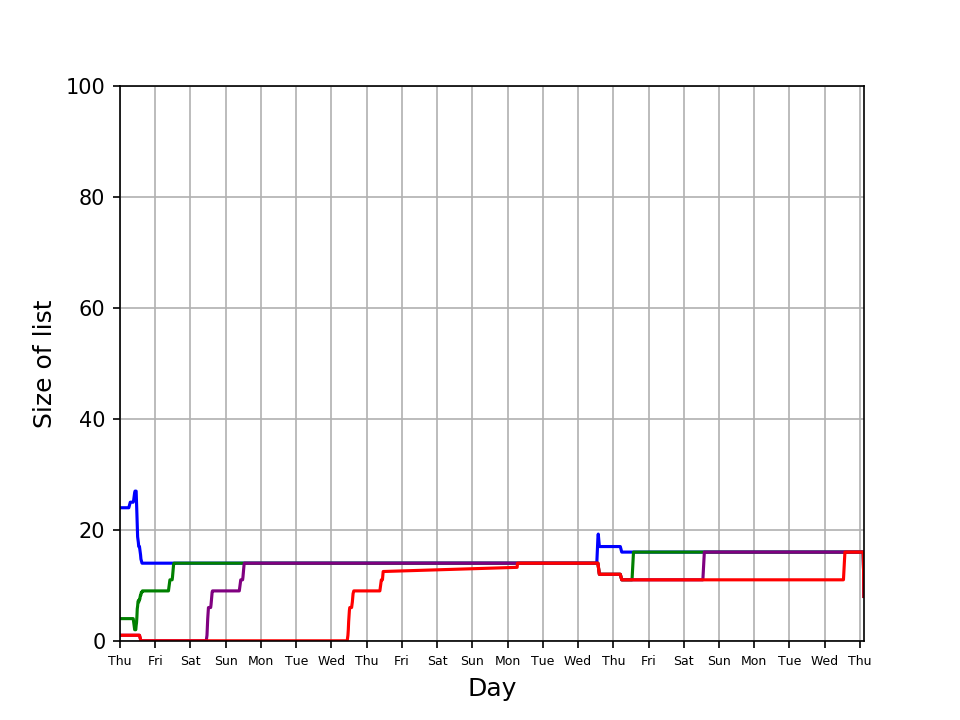 100
80
60
40
20
0
Size of list
Thu Fri Sat Sun Mon Tue Wed Thu Fri Sat Sun Mon Tue Wed Thu Fri Sat Sun Mon Tue Wed Thu
Day